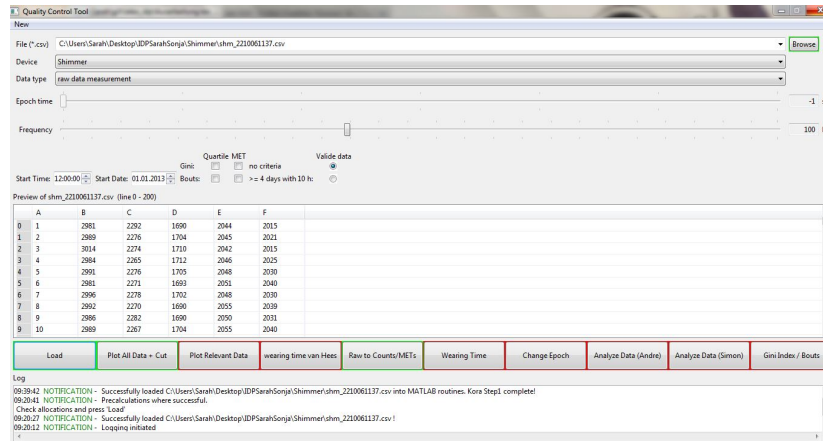 Quality Control Tool
New
File (*.csv) C:\Users\Sarah\Desktop\IDPSarahSonja\Shimmer\shm_2210061137.csv Browse
Device Shimmer
Data type raw data measurement
Epoch time -1
Frequency 100
Quartile MET Valide data
Gini: no criteria
Start Time: 12:00:00 Start Date: 01.01.2013 Bouts: >= 4 days with 10 h:
Preview of shm_2210061137.csv (line 0 - 200)
A B C D E F
0 1 2981 2292 1690 2044 2015
1 2 2989 2276 1704 2045 2021
2 3 3014 2274 1710 2042 2015
3 4 2984 2265 1712 2046 2025
4 5 2991 2276 1705 2048 2030
5 6 2981 2271 1693 2051 2040
6 7 2996 2278 1702 2048 2030
7 8 2992 2270 1690 2055 2039
8 9 2986 2282 1690 2050 2031
9 10 2989 2267 1704 2055 2040
Load Plot All Data + Cut Plot Relevant Data wearing time van Hees Raw to Counts/METs Wearing Time Change Epoch Analyze Data (Andre) Analyze Data (Simon) Gini Index / Bouts
Log
09:39:42 NOTIFICATION - Successfully loaded C:\Users\Sarah\Desktop\IDPSarahSonja\Shimmer\shm_2210061137.csv into MATLAB routines. Kora Step1 complete!
09:20:41 NOTIFICATION - Precalculations where successful.
Check allocations and press 'Load'
09:20:27 NOTIFICATION - Successfully loaded C:\Users\Sarah\Desktop\IDPSarahSonja\Shimmer\shm_2210061137.csv !
09:20:12 NOTIFICATION - Logging initiated